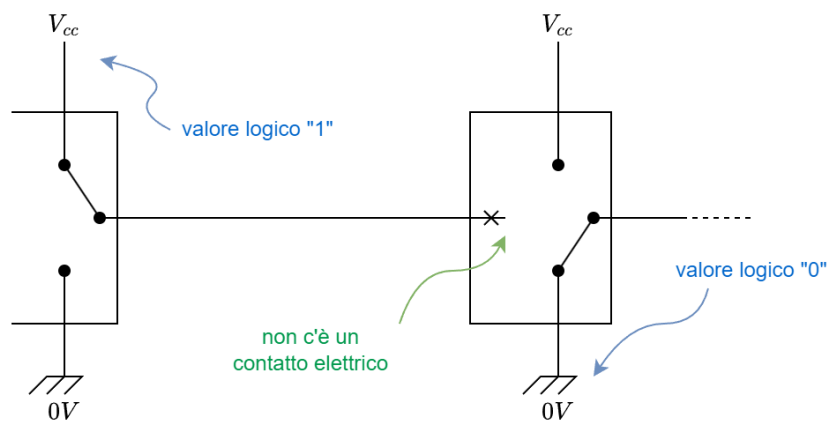 Vcc
Vcc
valore logico "1"
valore logico "0"
non c'è un
contatto elettrico
0V
0V